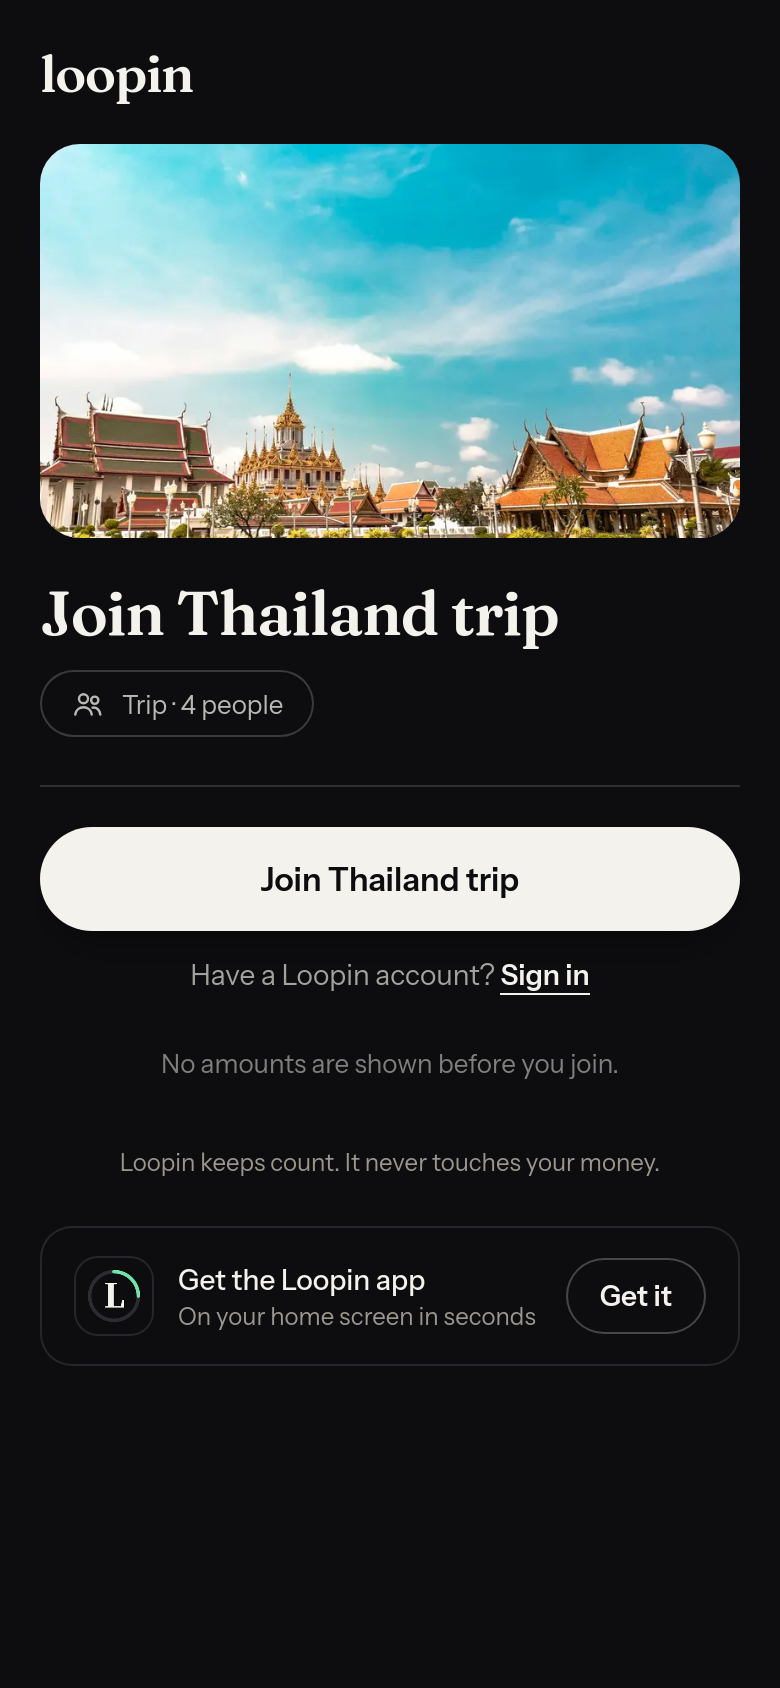 loopin
Join Thailand trip
Trip · 4 people
Join Thailand trip
Have a Loopin account? Sign in
No amounts are shown before you join.
Loopin keeps count. It never touches your money.
L
Get the Loopin app
On your home screen in seconds
Get it